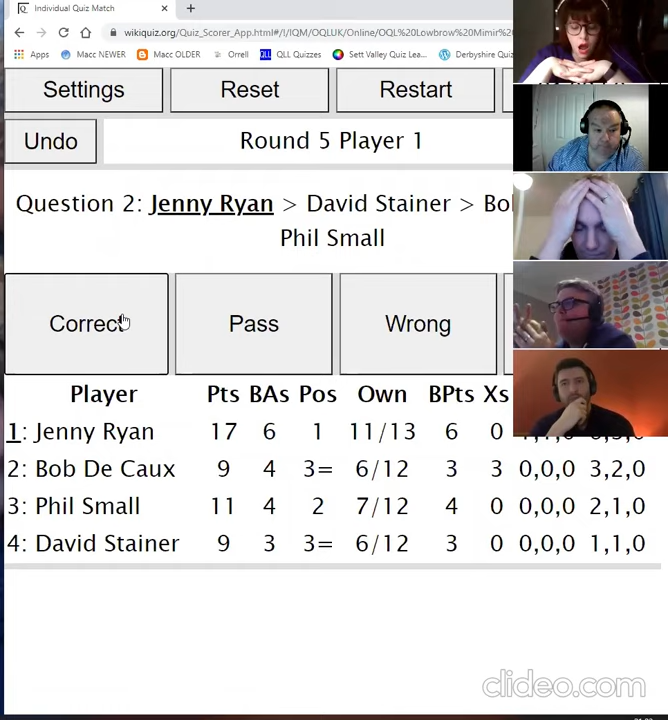 Individual Quiz Match
wikiquiz.org/Quiz_Scorer_App.html#/I/IQM/OQLUK/Online/OQL%20Lowbrow%20Mimir%
Apps Macc NEWER Macc OLDER Orrell QLL Quizzes Sett Valley Quiz Lea... Derbyshire Quiz
Settings Reset Restart
Undo Round 5 Player 1
Question 2: Jenny Ryan > David Stainer > Bo
Phil Small
Correct Pass Wrong
Player Pts BAs Pos Own BPts Xs
1: Jenny Ryan 17 6 1 11/13 6 0
2: Bob De Caux 9 4 3= 6/12 3 3 0,0,0 3,2,0
3: Phil Small 11 4 2 7/12 4 0 0,0,0 2,1,0
4: David Stainer 9 3 3= 6/12 3 0 0,0,0 1,1,0
clideo.com